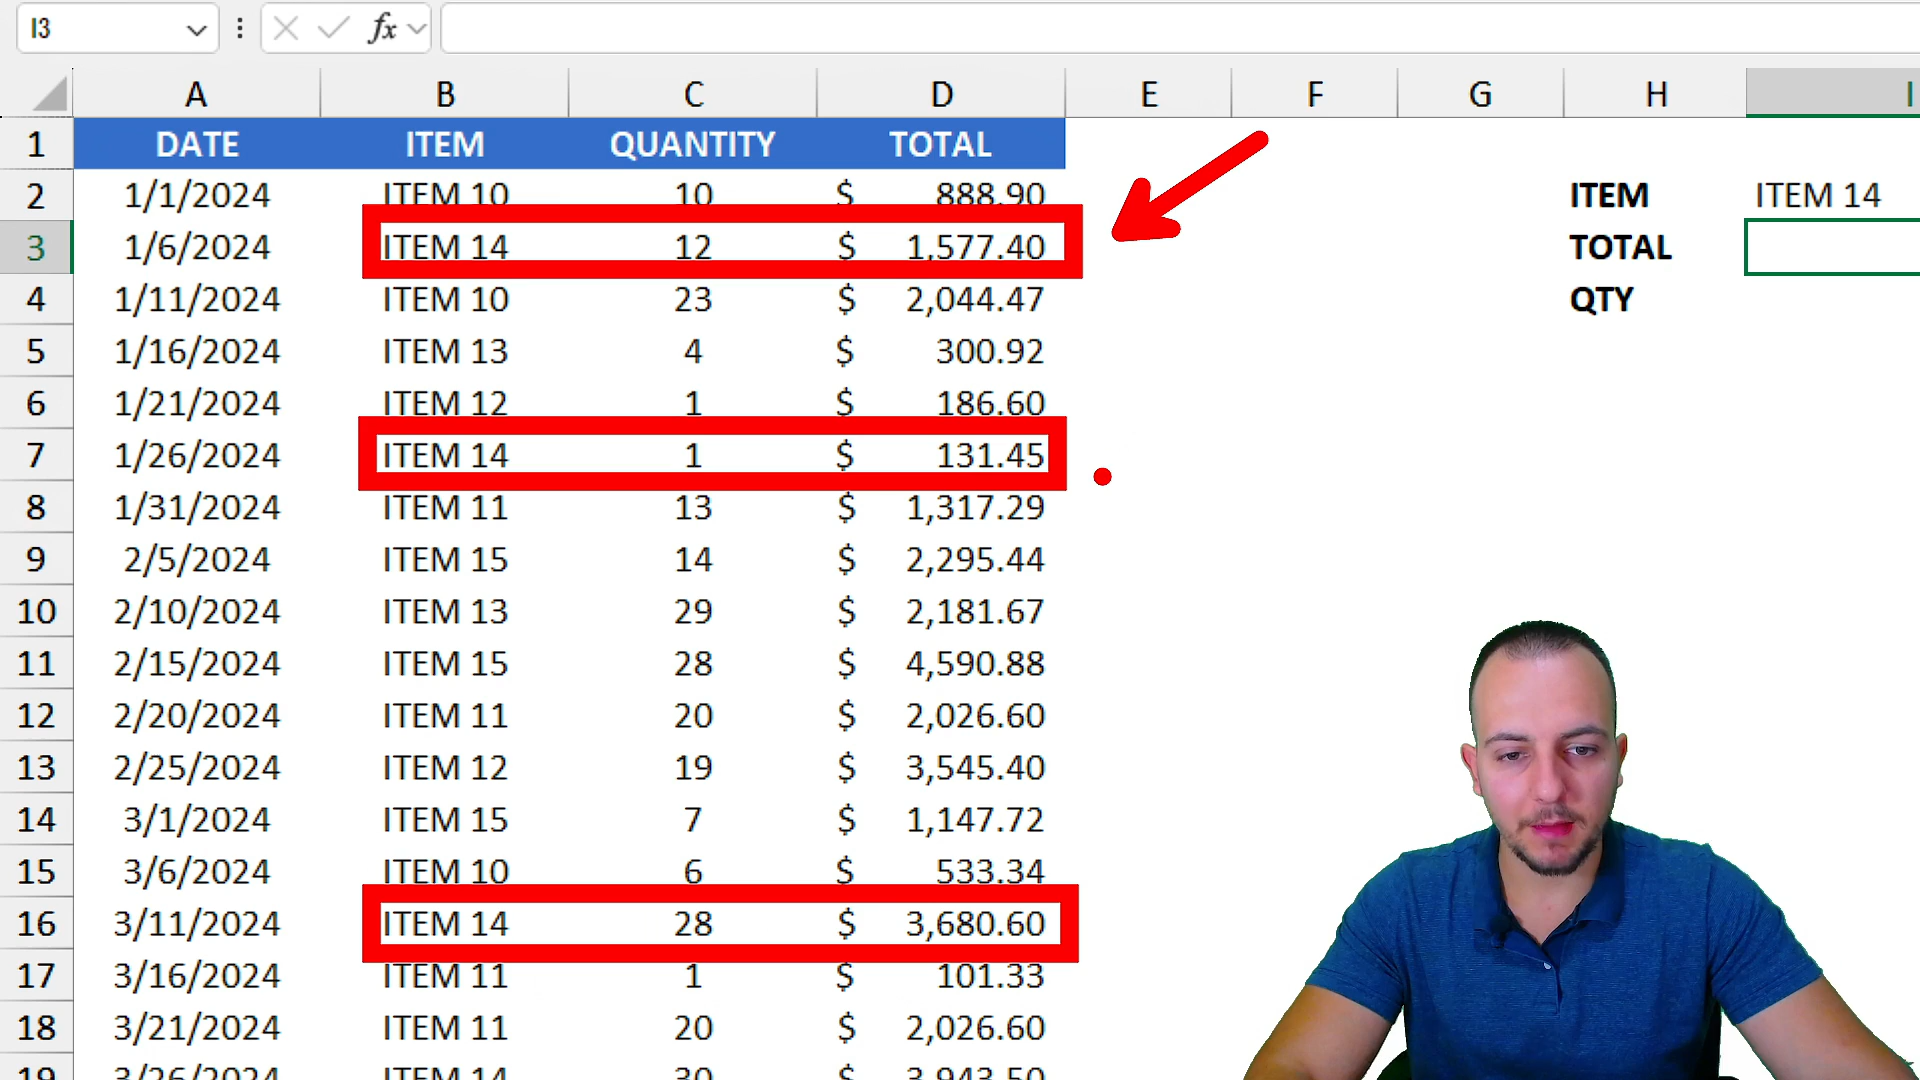 I3 fx
A B C D E F G H I
1 DATE ITEM QUANTITY TOTAL
2 1/1/2024 ITEM 10 10 $ 888.90 ITEM ITEM 14
3 1/6/2024 ITEM 14 12 $ 1,577.40 TOTAL
4 1/11/2024 ITEM 10 23 $ 2,044.47 QTY
5 1/16/2024 ITEM 13 4 $ 300.92
6 1/21/2024 ITEM 12 1 $ 186.60
7 1/26/2024 ITEM 14 1 $ 131.45
8 1/31/2024 ITEM 11 13 $ 1,317.29
9 2/5/2024 ITEM 15 14 $ 2,295.44
10 2/10/2024 ITEM 13 29 $ 2,181.67
11 2/15/2024 ITEM 15 28 $ 4,590.88
12 2/20/2024 ITEM 11 20 $ 2,026.60
13 2/25/2024 ITEM 12 19 $ 3,545.40
14 3/1/2024 ITEM 15 7 $ 1,147.72
15 3/6/2024 ITEM 10 6 $ 533.34
16 3/11/2024 ITEM 14 28 $ 3,680.60
17 3/16/2024 ITEM 11 1 $ 101.33
18 3/21/2024 ITEM 11 20 $ 2,026.60
19 3/26/2024 ITEM 14 30 $ 3,943.50